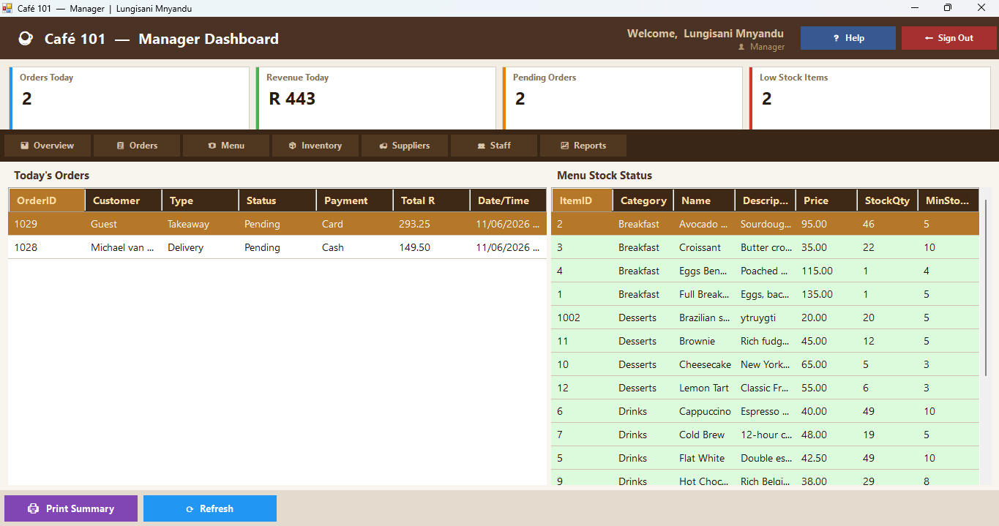 Café 101 — Manager | Lungisani Mnyandu
Café 101 — Manager Dashboard
Welcome, Lungisani Mnyandu
Manager
? Help
← Sign Out
Orders Today
2
Revenue Today
R 443
Pending Orders
2
Low Stock Items
2
Overview Orders Menu Inventory Suppliers Staff Reports
Today's Orders
OrderID Customer Type Status Payment Total R Date/Time
1029 Guest Takeaway Pending Card 293.25 11/06/2026 ...
1028 Michael van ... Delivery Pending Cash 149.50 11/06/2026 ...
Menu Stock Status
ItemID Category Name Descrip... Price StockQty MinSto...
2 Breakfast Avocado ... Sourdoug... 95.00 46 5
3 Breakfast Croissant Butter cro... 35.00 22 10
4 Breakfast Eggs Ben... Poached ... 115.00 1 4
1 Breakfast Full Break... Eggs, bac... 135.00 1 5
1002 Desserts Brazilian s... ytruygti 20.00 20 5
11 Desserts Brownie Rich fudg... 45.00 12 5
10 Desserts Cheesecake New York... 65.00 5 3
12 Desserts Lemon Tart Classic Fr... 55.00 6 3
6 Drinks Cappuccino Espresso ... 40.00 49 10
7 Drinks Cold Brew 12-hour c... 48.00 19 5
5 Drinks Flat White Double es... 42.50 49 10
9 Drinks Hot Choc... Rich Belgi... 38.00 29 8
Print Summary
Refresh